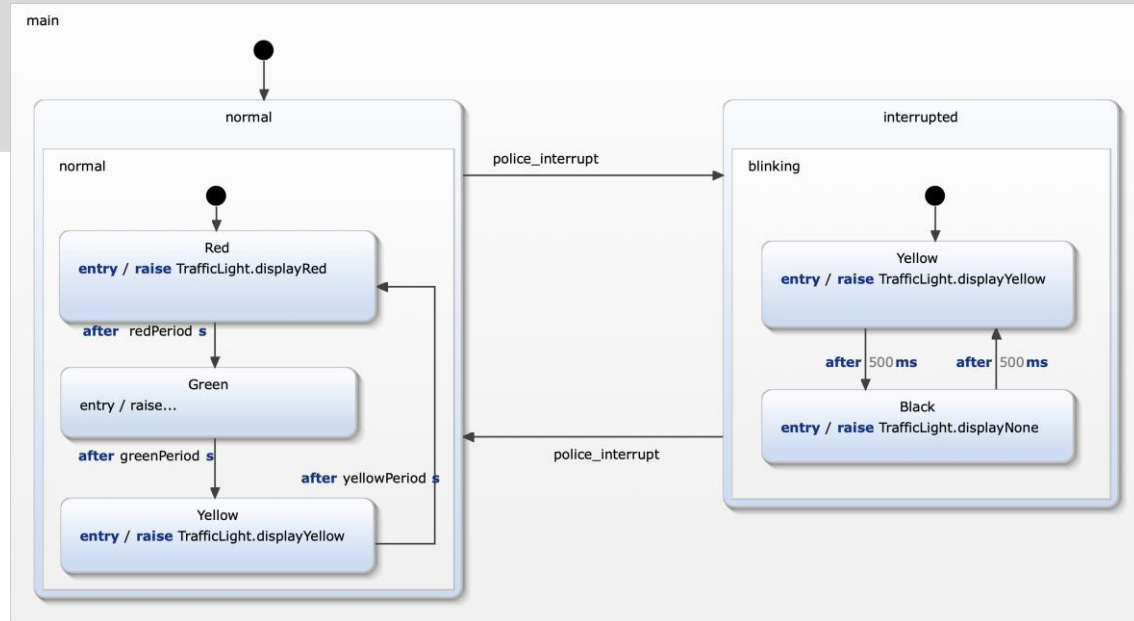 main
normal
normal
Red
entry / raise TrafficLight.displayRed
after redPeriod s
Green
entry / raise...
after greenPeriod s
after yellowPeriod s
Yellow
entry / raise TrafficLight.displayYellow
police_interrupt
police_interrupt
interrupted
blinking
Yellow
entry / raise TrafficLight.displayYellow
after 500 ms
after 500 ms
Black
entry / raise TrafficLight.displayNone